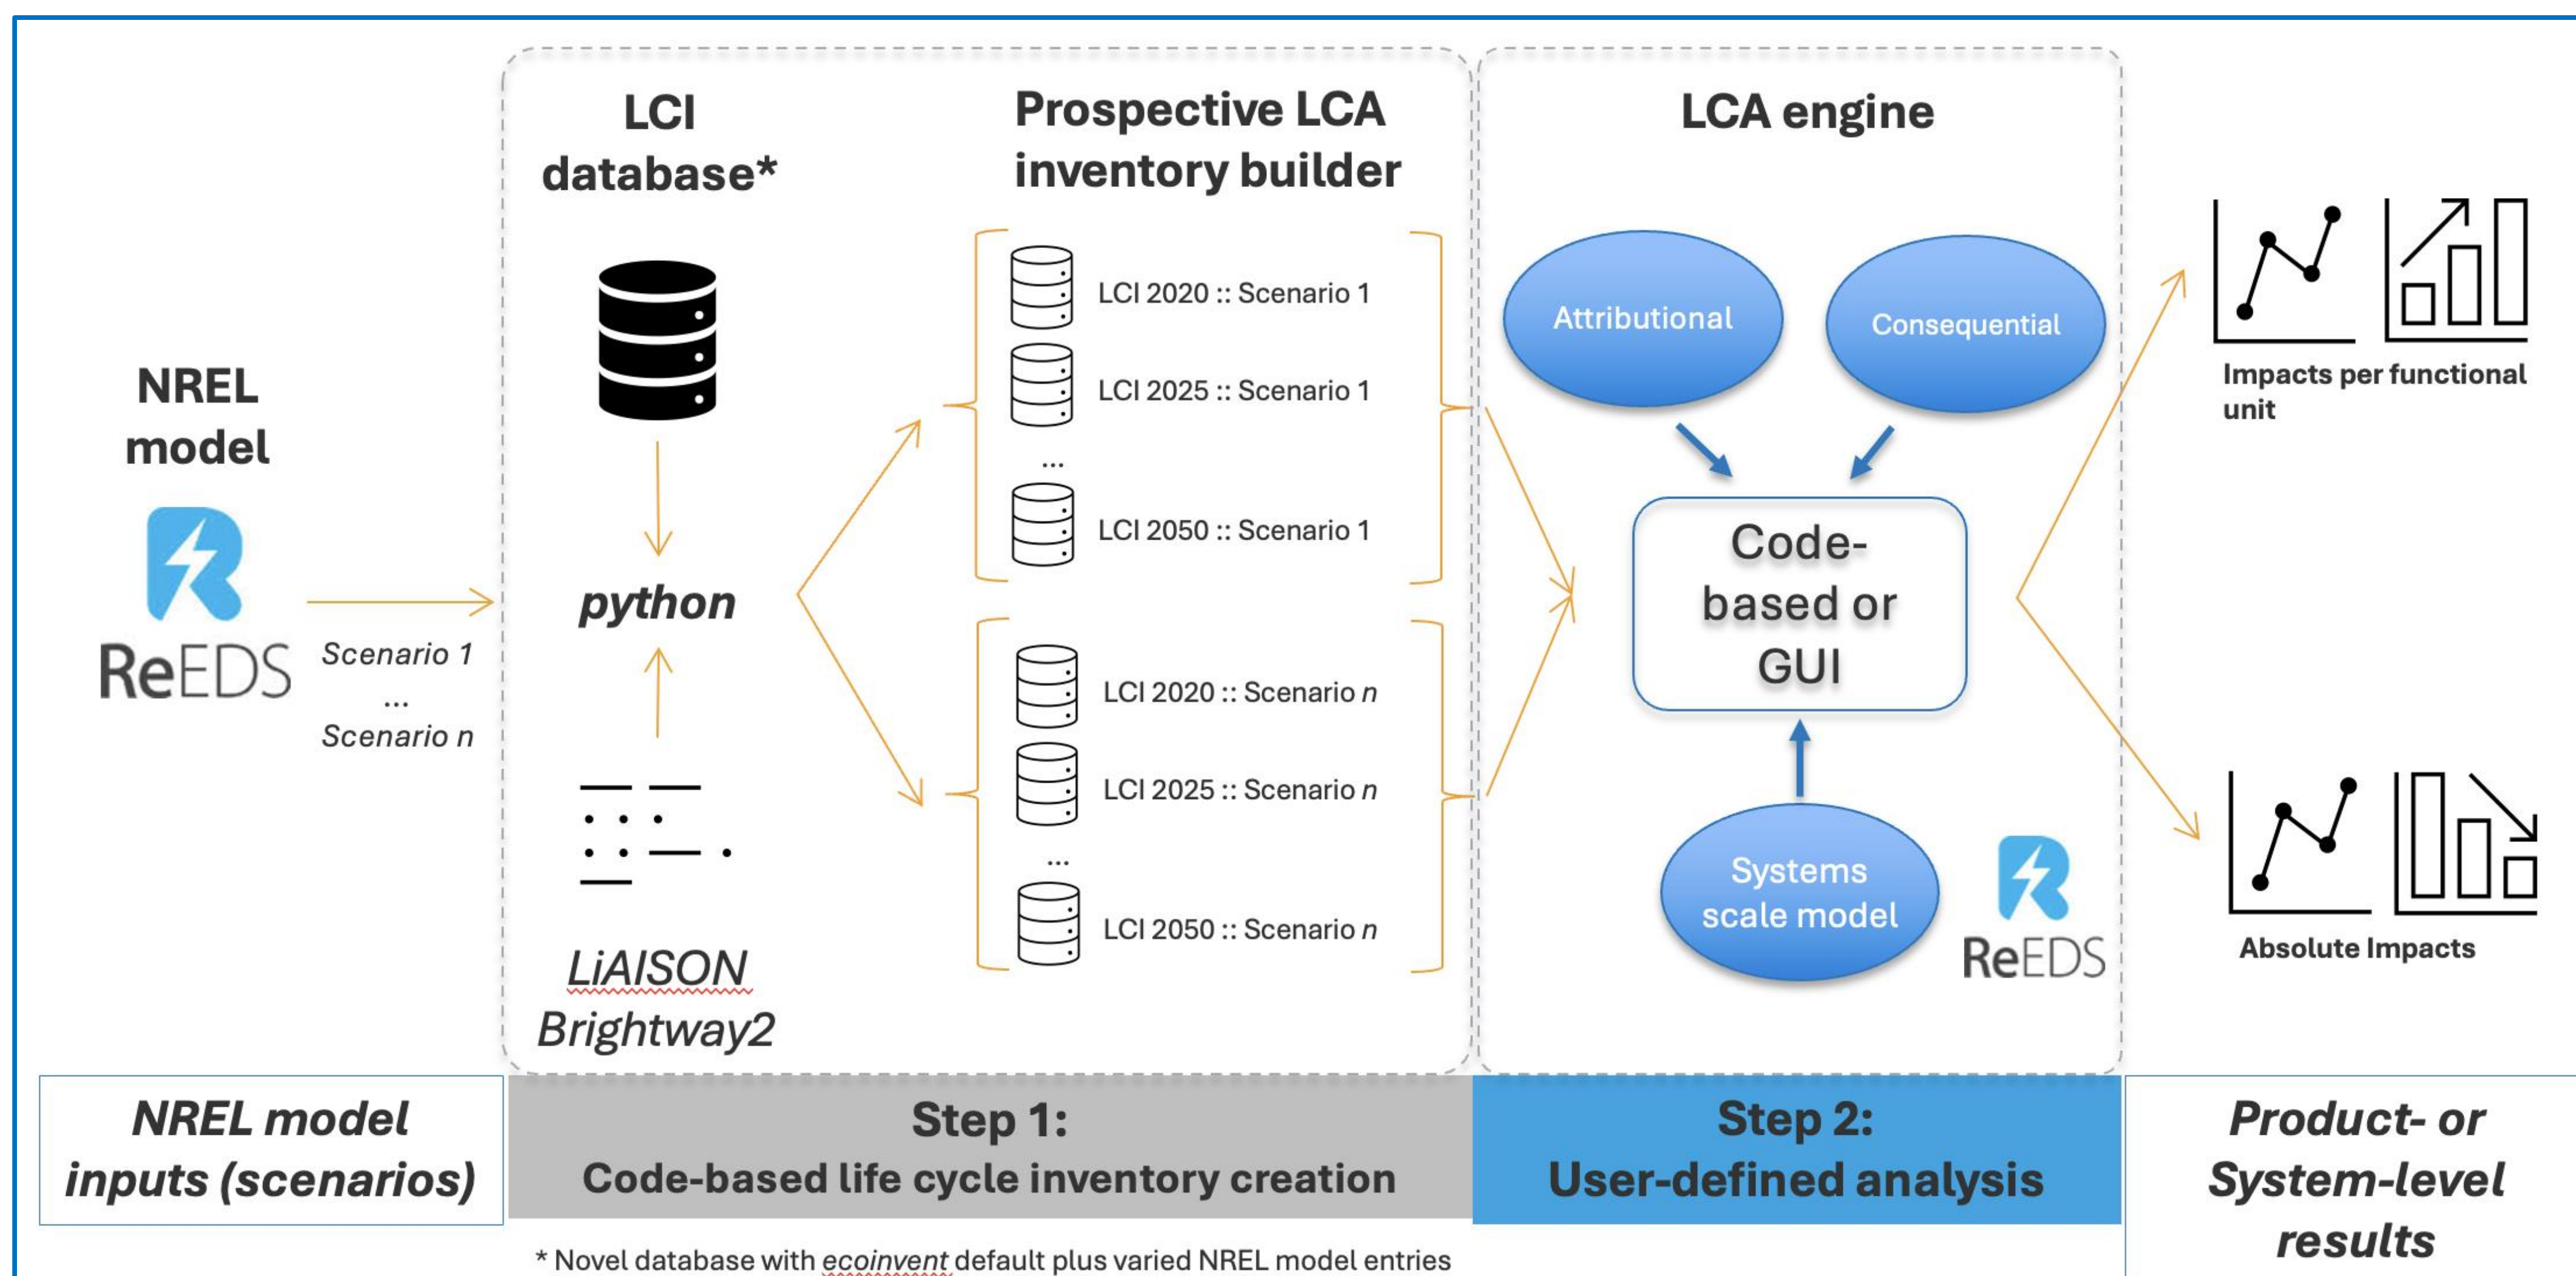 NREL
model
ReEDS
Scenario 1
...
Scenario n
LCI
database*
python
LiAISON
Brightway2
Prospective LCA
inventory builder
LCI 2020 :: Scenario 1
LCI 2025 :: Scenario 1
...
LCI 2050 :: Scenario 1
LCI 2020 :: Scenario n
LCI 2025 :: Scenario n
...
LCI 2050 :: Scenario n
LCA engine
Attributional
Consequential
Code-
based or
GUI
Systems
scale model
ReEDS
Impacts per functional
unit
Absolute Impacts
NREL model
inputs (scenarios)
Step 1:
Code-based life cycle inventory creation
Step 2:
User-defined analysis
Product- or
System-level
results
* Novel database with ecoinvent default plus varied NREL model entries